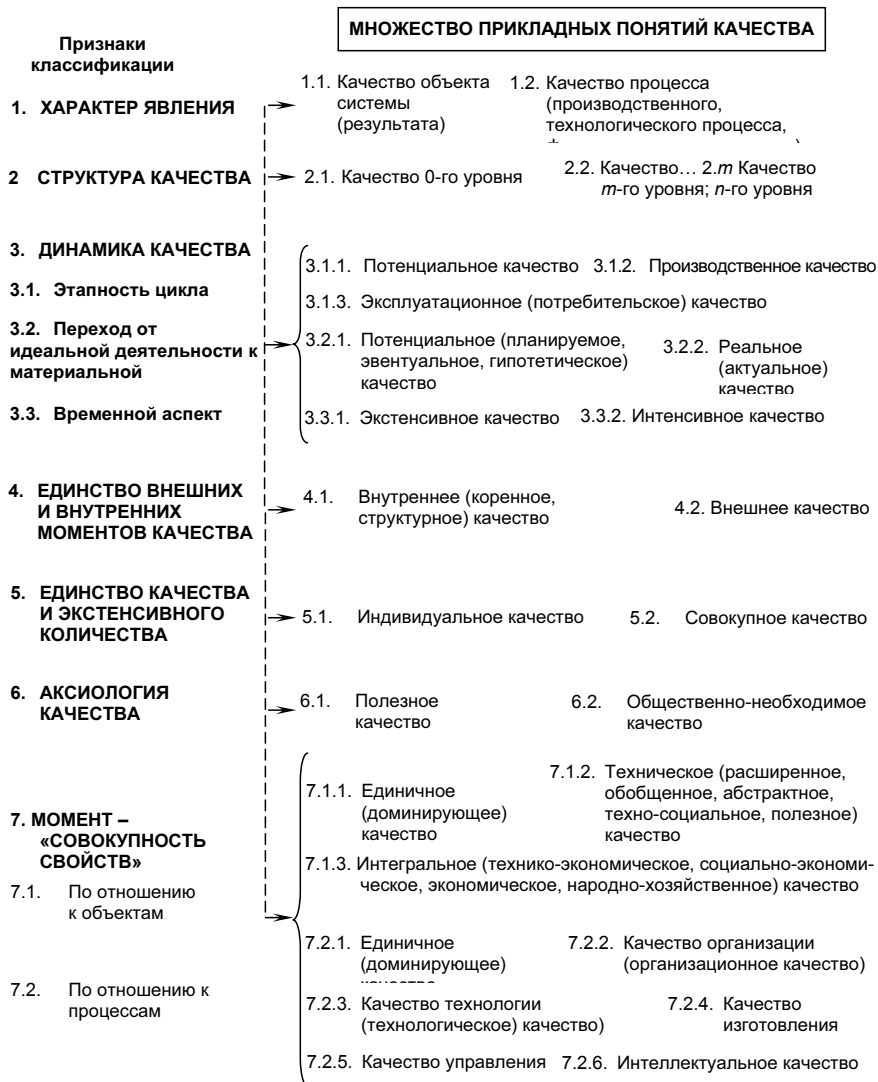 МНОЖЕСТВО ПРИКЛАДНЫХ ПОНЯТИЙ КАЧЕСТВА
Признаки
классификации
1. ХАРАКТЕР ЯВЛЕНИЯ
1.1. Качество объекта
системы
(результата)
1.2. Качество процесса
(производственного,
технологического процесса,
2 СТРУКТУРА КАЧЕСТВА
2.1. Качество 0-го уровня
2.2. Качество… 2.m Качество
m-го уровня; n-го уровня
3. ДИНАМИКА КАЧЕСТВА
3.1. Этапность цикла
3.2. Переход от
идеальной деятельности к
материальной
3.3. Временной аспект
3.1.1. Потенциальное качество 3.1.2. Производственное качество
3.1.3. Эксплуатационное (потребительское) качество
3.2.1. Потенциальное (планируемое,
эвентуальное, гипотетическое)
качество
3.2.2. Реальное
(актуальное)
качество
3.3.1. Экстенсивное качество 3.3.2. Интенсивное качество
4. ЕДИНСТВО ВНЕШНИХ
И ВНУТРЕННИХ
МОМЕНТОВ КАЧЕСТВА
4.1. Внутреннее (коренное,
структурное) качество
4.2. Внешнее качество
5. ЕДИНСТВО КАЧЕСТВА
И ЭКСТЕНСИВНОГО
КОЛИЧЕСТВА
5.1. Индивидуальное качество
5.2. Совокупное качество
6. АКСИОЛОГИЯ
КАЧЕСТВА
6.1. Полезное
качество
6.2. Общественно-необходимое
качество
7. МОМЕНТ –
«СОВОКУПНОСТЬ
СВОЙСТВ»
7.1. По отношению
к объектам
7.2. По отношению к
процессам
7.1.1. Единичное
(доминирующее)
качество
7.1.2. Техническое (расширенное,
обобщенное, абстрактное,
техно-социальное, полезное)
качество
7.1.3. Интегральное (технико-экономическое, социально-экономи-
ческое, экономическое, народно-хозяйственное) качество
7.2.1. Единичное
(доминирующее)
7.2.2. Качество организации
(организационное качество)
7.2.3. Качество технологии
(технологическое) качество)
7.2.4. Качество
изготовления
7.2.5. Качество управления 7.2.6. Интеллектуальное качество